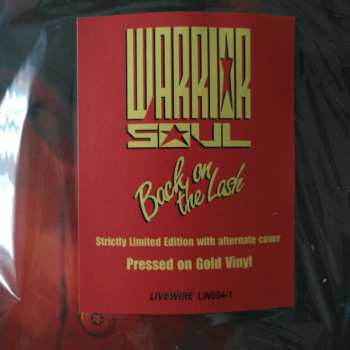 WARRIOR
SOUL
Back on
the Lash
Strictly Limited Edition with alternate cover
Pressed on Gold Vinyl
LIVEWIRE LW054-1